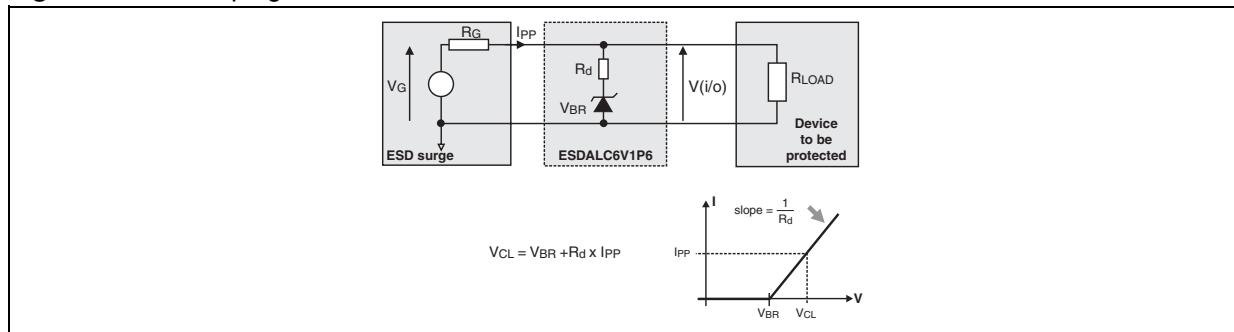 RG
IPP
VG
Rd
VBR
V(i/o)
RLOAD
Device
to be
protected
ESD surge
ESDALC6V1P6
I
slope = 1
Rd
VCL = VBR +Rd x IPP
IPP
V
VBR
VCL